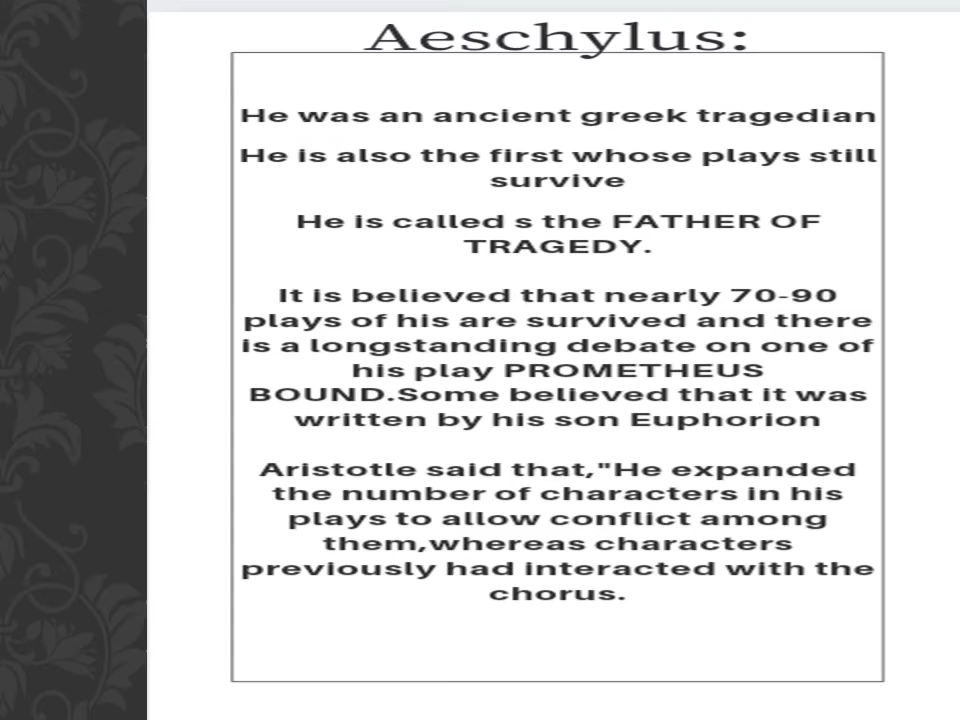 Aeschylus:
He was an ancient greek tragedian
He is also the first whose plays still
survive
He is called s the FATHER OF
TRAGEDY.
It is believed that nearly 70-90
plays of his are survived and there
is a longstanding debate on one of
his play PROMETHEUS
BOUND.Some believed that it was
written by his son Euphorion
Aristotle said that,"He expanded
the number of characters in his
plays to allow conflict among
them,whereas characters
previously had interacted with the
chorus.